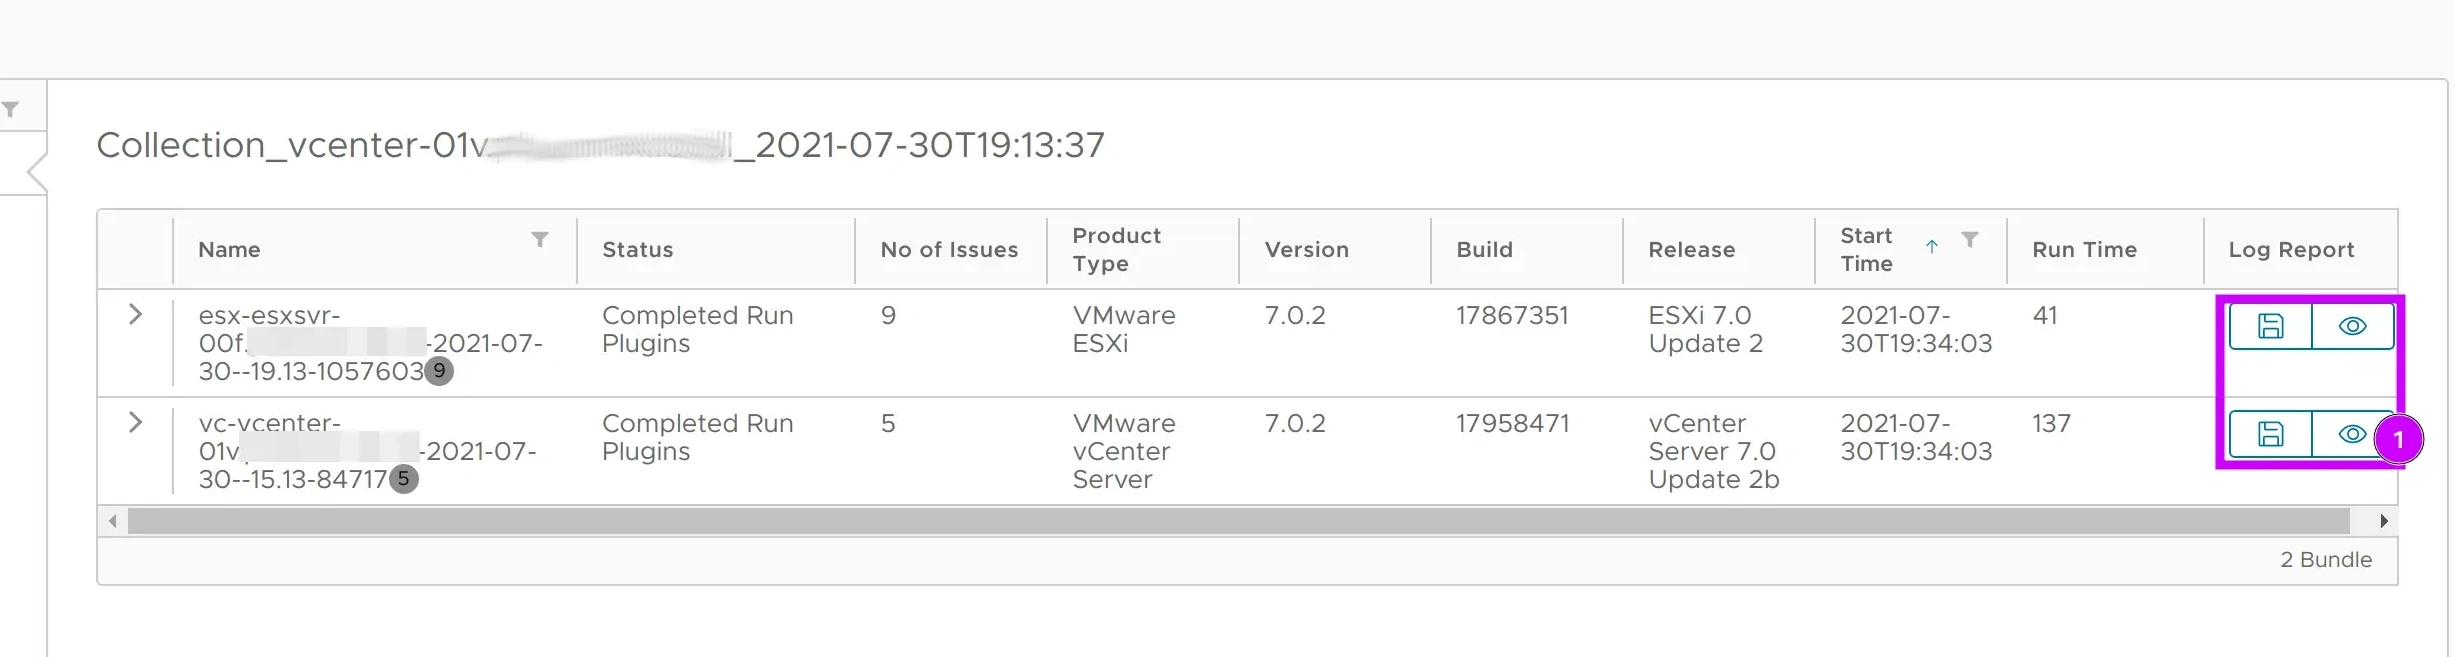 Collection_vcenter-01v _2021-07-30T19:13:37
Name
Status
No of Issues
Product
Type
Version
Build
Release
Start
Time
Run Time
Log Report
esx-esxsvr-
00f. -2021-07-
30--19.13-1057603 9
Completed Run
Plugins
9
VMware
ESXi
7.0.2
17867351
ESXi 7.0
Update 2
2021-07-
30T19:34:03
41
vc-vcenter-
01v -2021-07-
30--15.13-84717 5
Completed Run
Plugins
5
VMware
vCenter
Server
7.0.2
17958471
vCenter
Server 7.0
Update 2b
2021-07-
30T19:34:03
137
1
2 Bundle